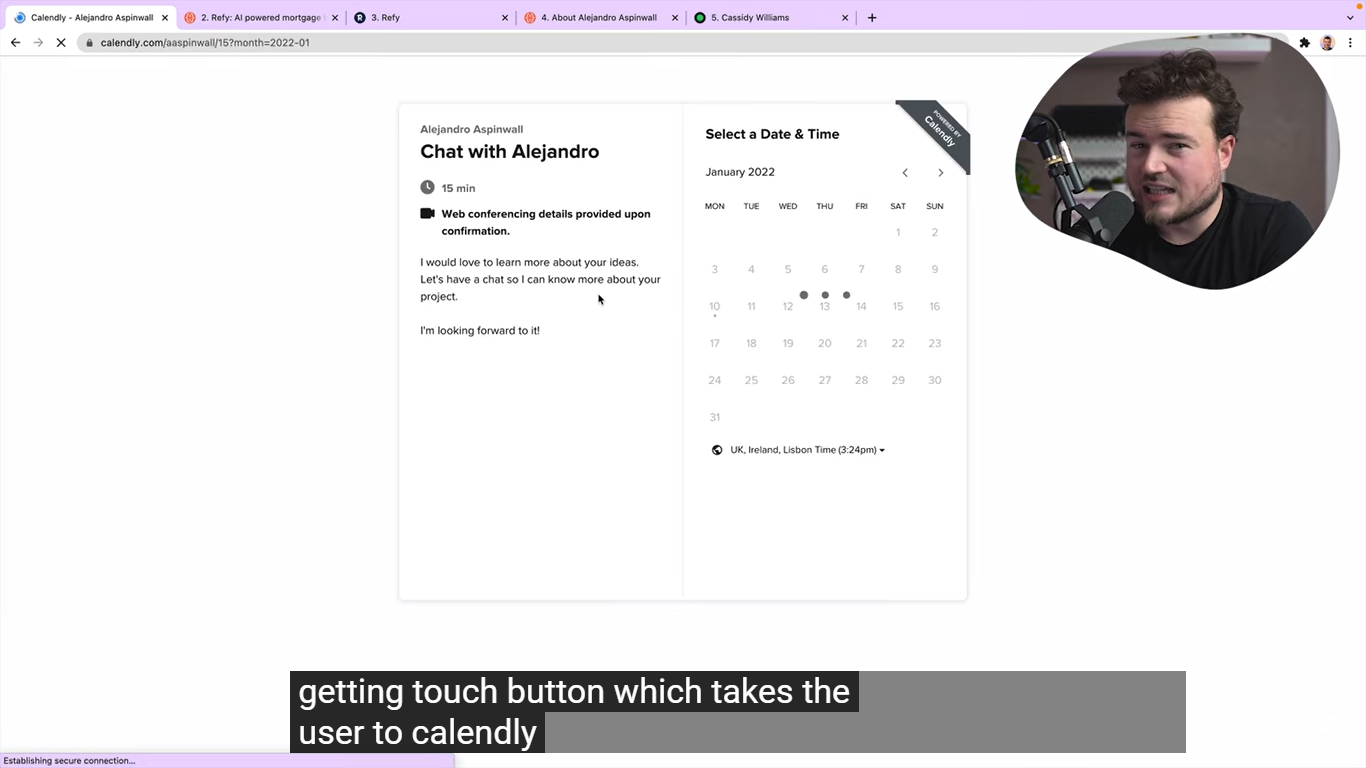 Calendly - Alejandro Aspinwall
2. Refy: AI powered mortgage
3. Refy
4. About Alejandro Aspinwall
5. Cassidy Williams
calendly.com/aaspinwall/15?month=2022-01
Alejandro Aspinwall
Chat with Alejandro
15 min
Web conferencing details provided upon
confirmation.
I would love to learn more about your ideas.
Let's have a chat so I can know more about your
project.
I'm looking forward to it!
POWERED BY
Calendly
Select a Date & Time
January 2022
MON TUE WED THU FRI SAT SUN
1 2
3 4 5 6 7 8 9
10 11 12 13 14 15 16
17 18 19 20 21 22 23
24 25 26 27 28 29 30
31
UK, Ireland, Lisbon Time (3:24pm)
getting touch button which takes the
user to calendly
Establishing secure connection...